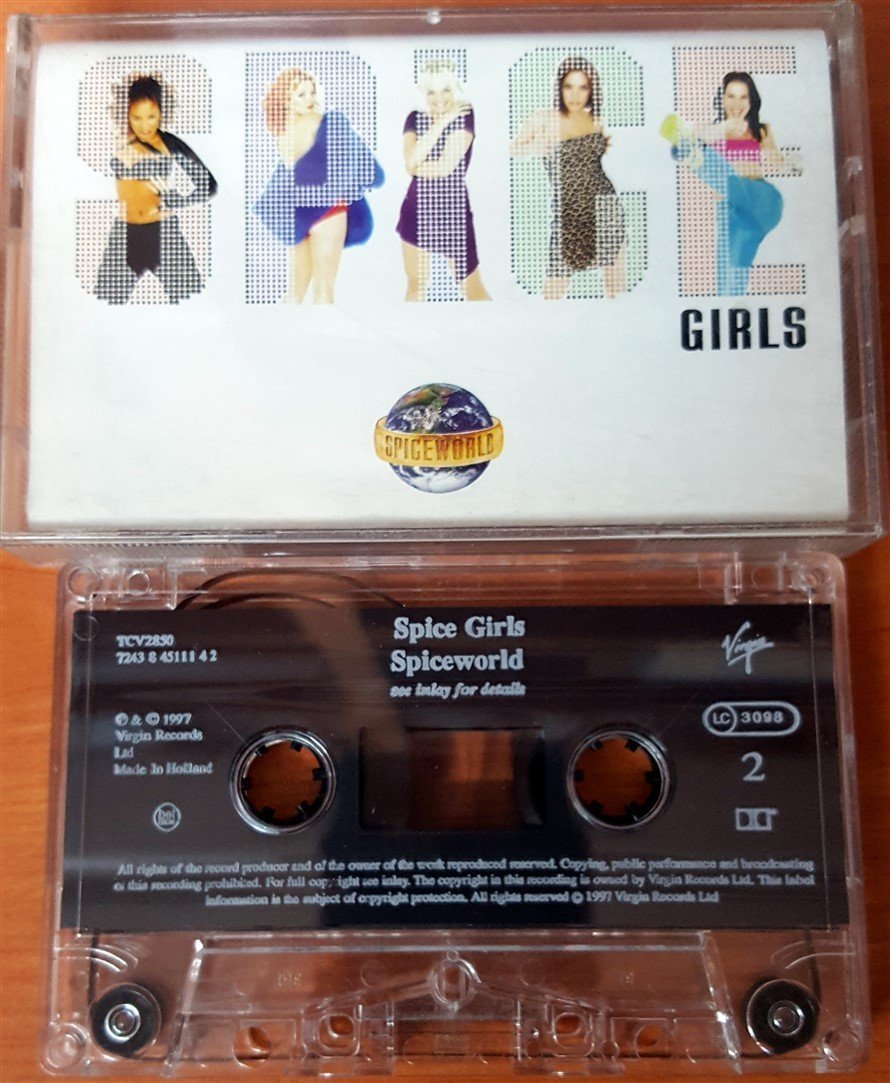 SPICE
GIRLS
SPICEWORLD
TCV2850
7243 8 45111 4 2
Spice Girls
Spiceworld
see inlay for details
Virgin
℗ & © 1997
Virgin Records
Ltd
Made In Holland
LC 3098
2
All rights of the record producer and of the owner of the work reproduced reserved. Copying, public performance and broadcasting
of this recording prohibited. For full copyright see inlay. The copyright in this recording is owned by Virgin Records Ltd. This label
information is the subject of copyright protection. All rights reserved © 1997 Virgin Records Ltd